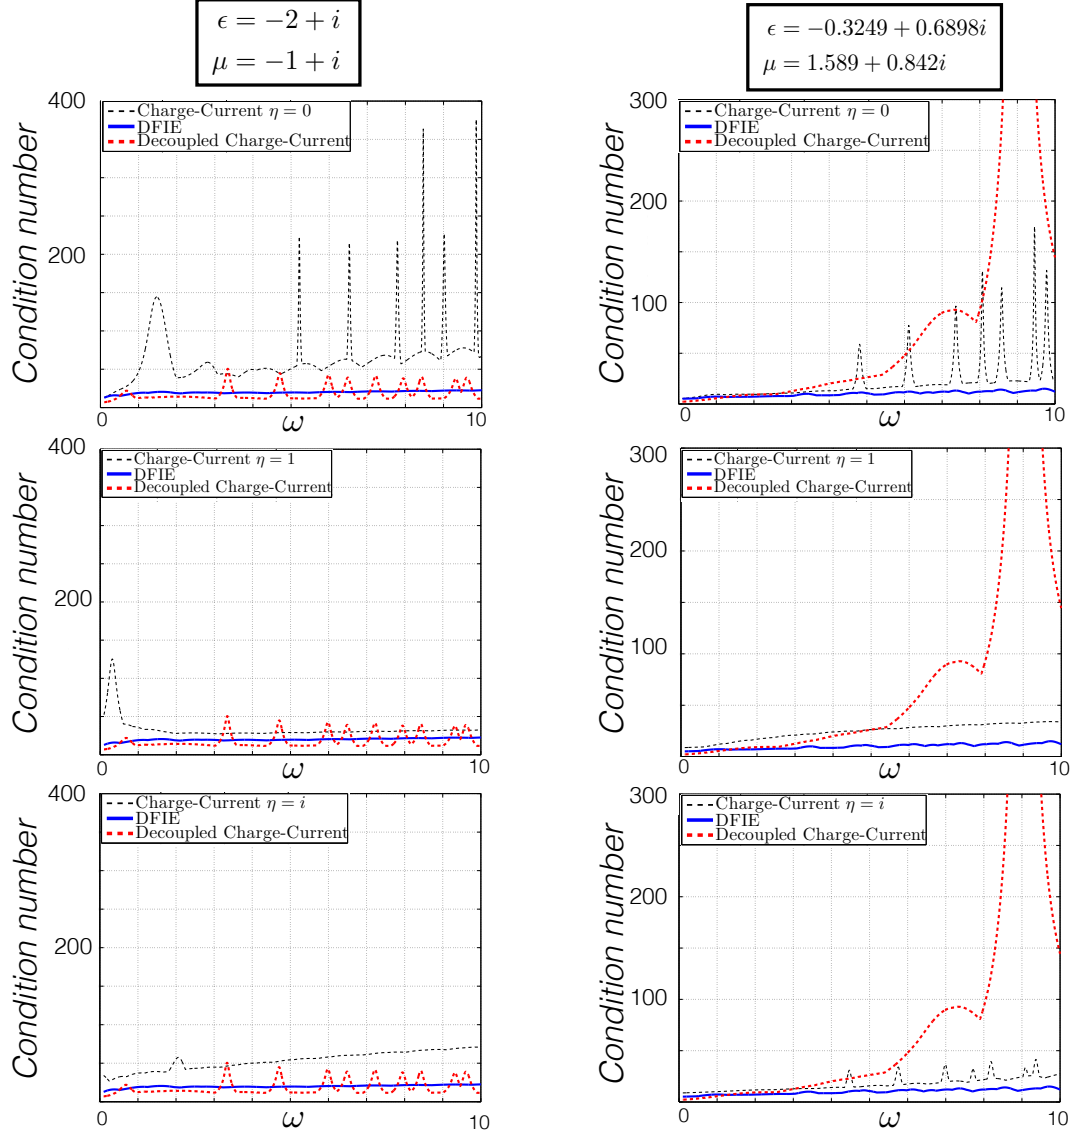 ϵ = −2 + i
μ = −1 + i
ϵ = −0.3249 + 0.6898i
μ = 1.589 + 0.842i
Condition number
400
200
0
10
ω
Charge-Current η = 0
DFIE
Decoupled Charge-Current
Condition number
300
200
100
0
0
10
ω
Charge-Current η = 0
DFIE
Decoupled Charge-Current
Condition number
400
200
0
10
ω
Charge-Current η = 1
DFIE
Decoupled Charge-Current
Condition number
300
200
100
0
10
ω
Charge-Current η = 1
DFIE
Decoupled Charge-Current
Condition number
400
200
0
10
ω
Charge-Current η = i
DFIE
Decoupled Charge-Current
Condition number
300
200
100
0
10
ω
Charge-Current η = i
DFIE
Decoupled Charge-Current